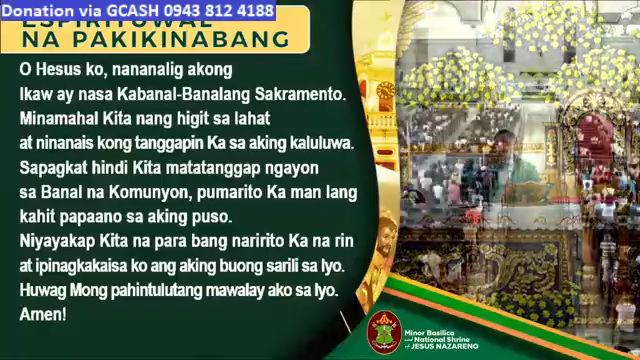 Donation via GCASH 0943 812 4188
ESPIRITUWAL
NA PAKIKINABANG
O Hesus ko, nananalig akong
Ikaw ay nasa Kabanal-Banalang Sakramento.
Minamahal Kita nang higit sa lahat
at ninanais kong tanggapin Ka sa aking kaluluwa.
Sapagkat hindi Kita matatanggap ngayon
sa Banal na Komunyon, pumarito Ka man lang
kahit papaano sa aking puso.
Niyayakap Kita na para bang naririto Ka na rin
at ipinagkakaisa ko ang aking buong sarili sa Iyo.
Huwag Mong pahintulutang mawalay ako sa Iyo.
Amen!
Minor Basilica
and National Shrine
of JESUS NAZARENO